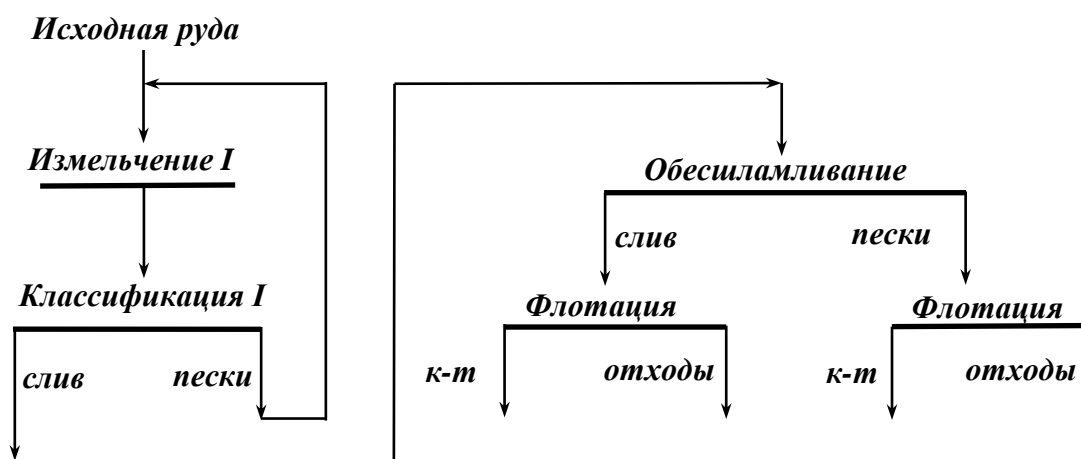 Исходная руда
Измельчение I
Классификация I
слив
пески
Обесшламливание
слив
пески
Флотация
Флотация
к-т
отходы
к-т
отходы